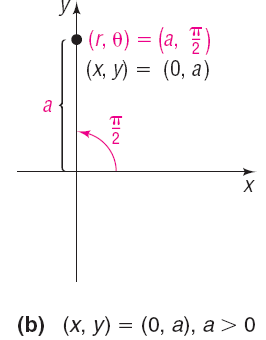 y
(r, θ) = (a, π/2)
(x, y) = (0, a)
a
π/2
x
(b) (x, y) = (0, a), a > 0